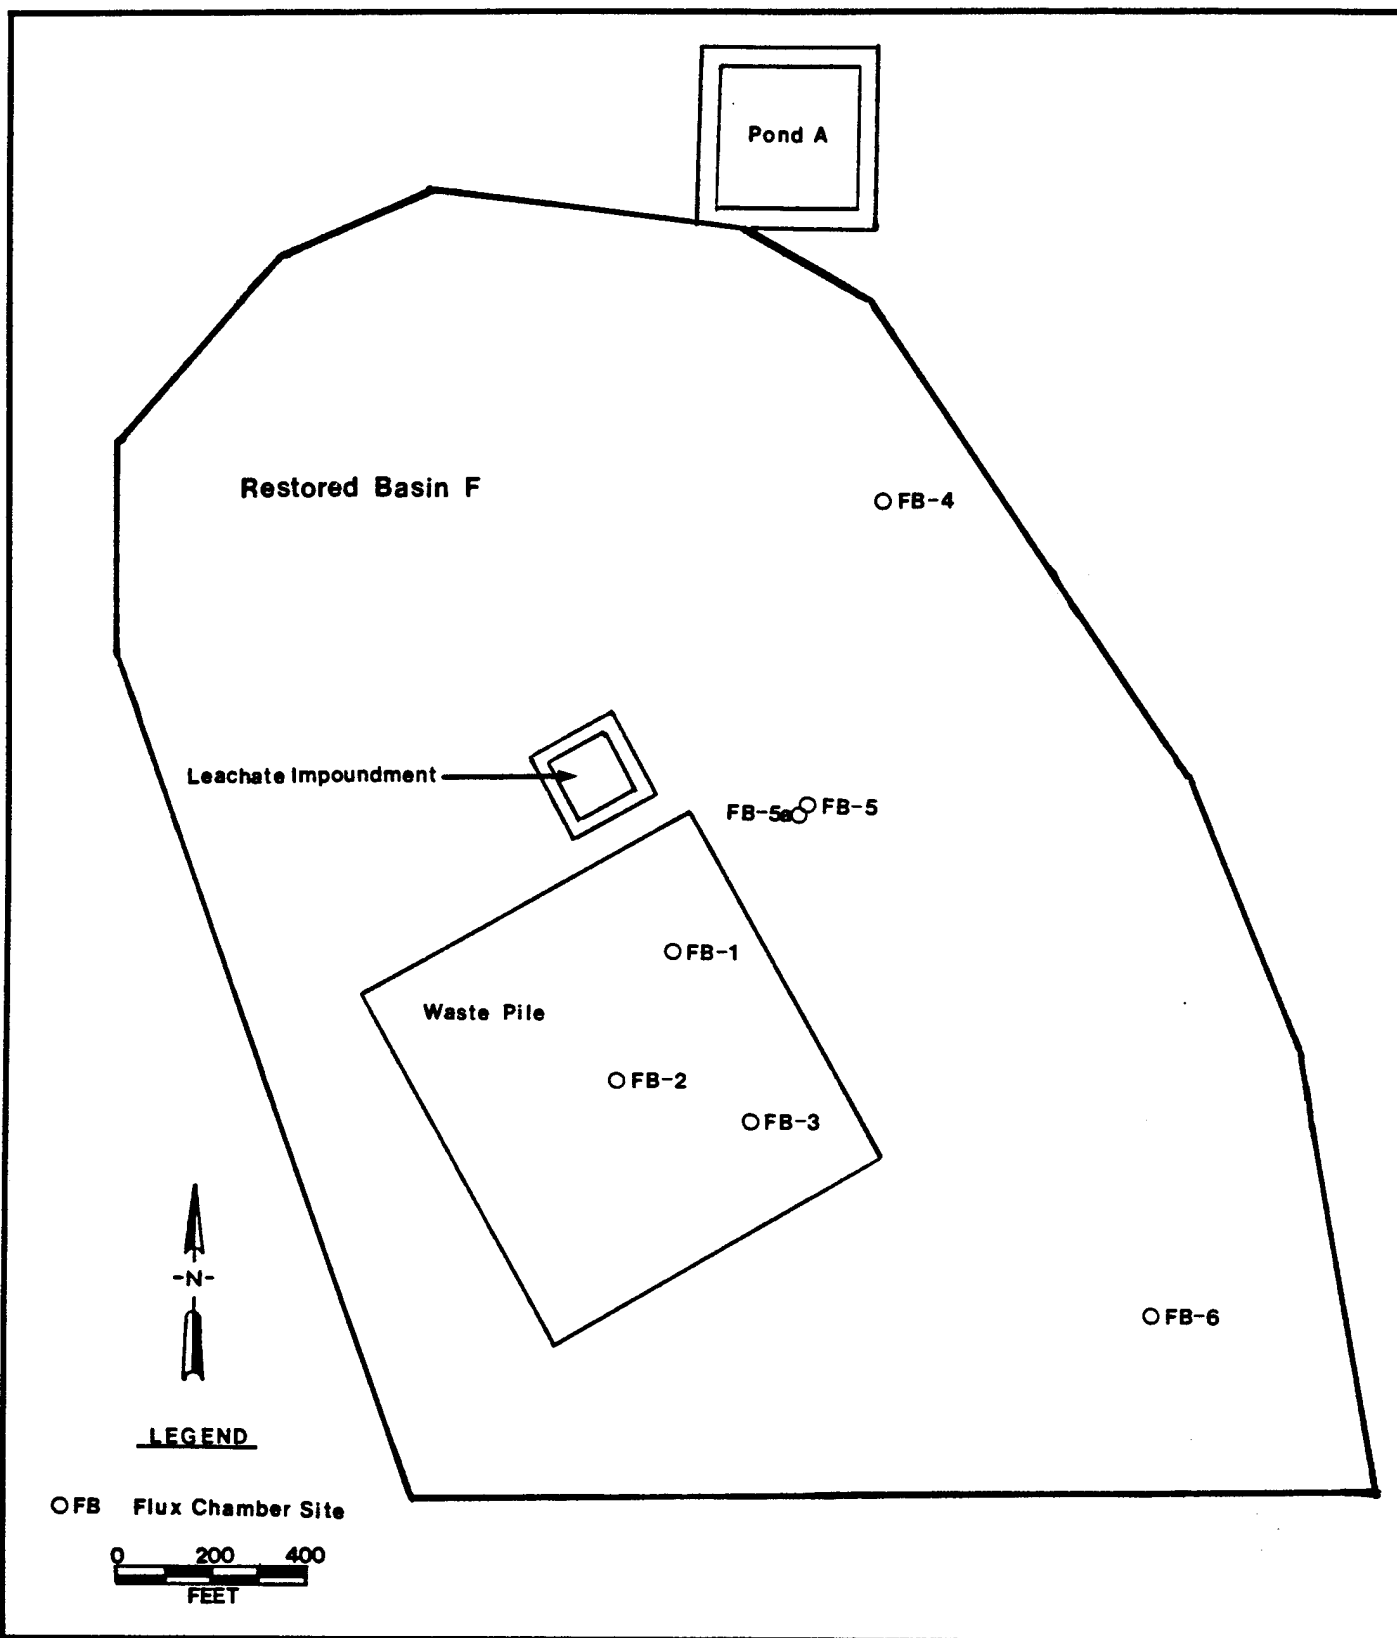 Pond A
Restored Basin F
FB-4
Leachate Impoundment
FB-5a
FB-5
FB-1
Waste Pile
FB-2
FB-3
-N-
FB-6
LEGEND
FB Flux Chamber Site
0 200 400
FEET